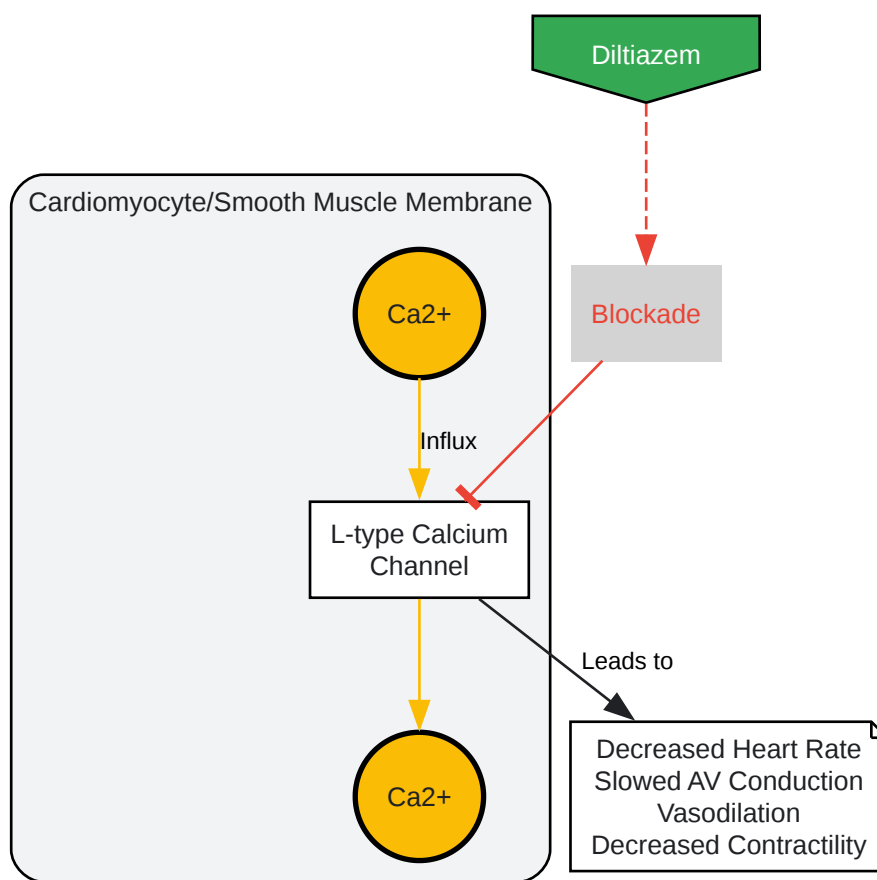 Diltiazem
Cardiomyocyte/Smooth Muscle Membrane
Ca2+
Blockade
Influx
L-type Calcium
Channel
Leads to
Decreased Heart Rate
Slowed AV Conduction
Vasodilation
Decreased Contractility
Ca2+